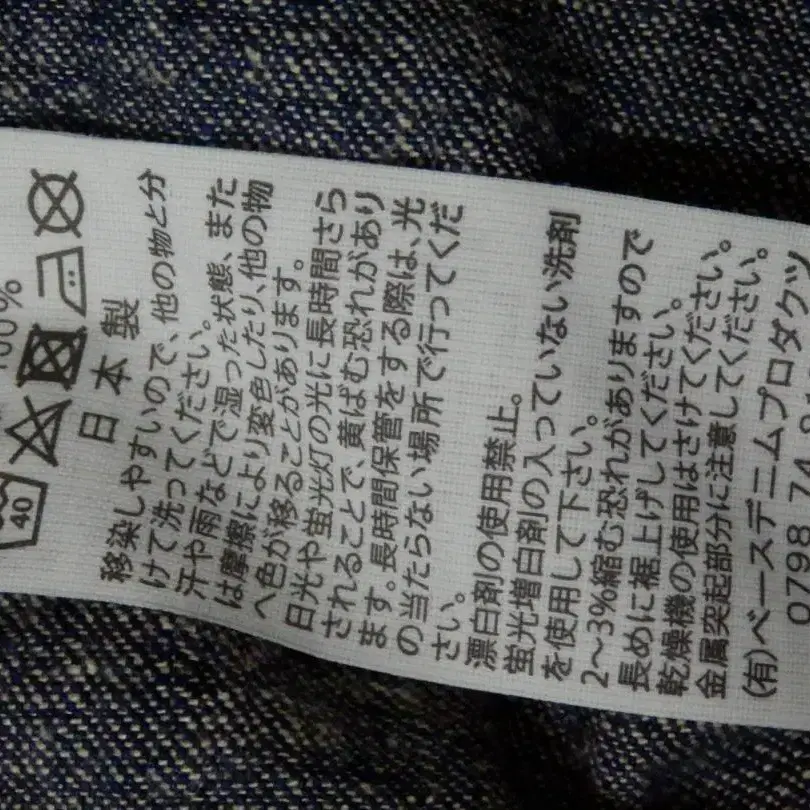 100%
40
日本製
移染しやすいので、他の物と分
けて洗ってください。
汗や雨などで湿った状態、また
は摩擦により変色したり、他の物
へ色が移ることがあります。
日光や蛍光灯の光に長時間さら
されることで、黄ばむ恐れがあり
ます。長時間保管をする際は、光
の当たらない場所で行ってくだ
さい。
漂白剤の使用禁止。
蛍光増白剤の入っていない洗剤
を使用して下さい。
2〜3%縮む恐れがありますので
長めに裾上げしてください。
乾燥機の使用はさけてください。
金属突起部分に注意してください。
(有)ベースデニムプロダクツ
0798 74